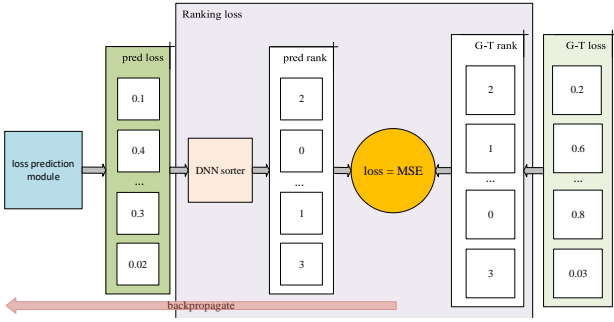 Ranking loss
pred loss
pred rank
G-T rank
G-T loss
0.1
2
2
0.2
0.4
0
1
0.6
loss prediction
module
DNN sorter
loss = MSE
...
...
...
...
0.3
1
0
0.8
0.02
3
3
0.03
backpropagate